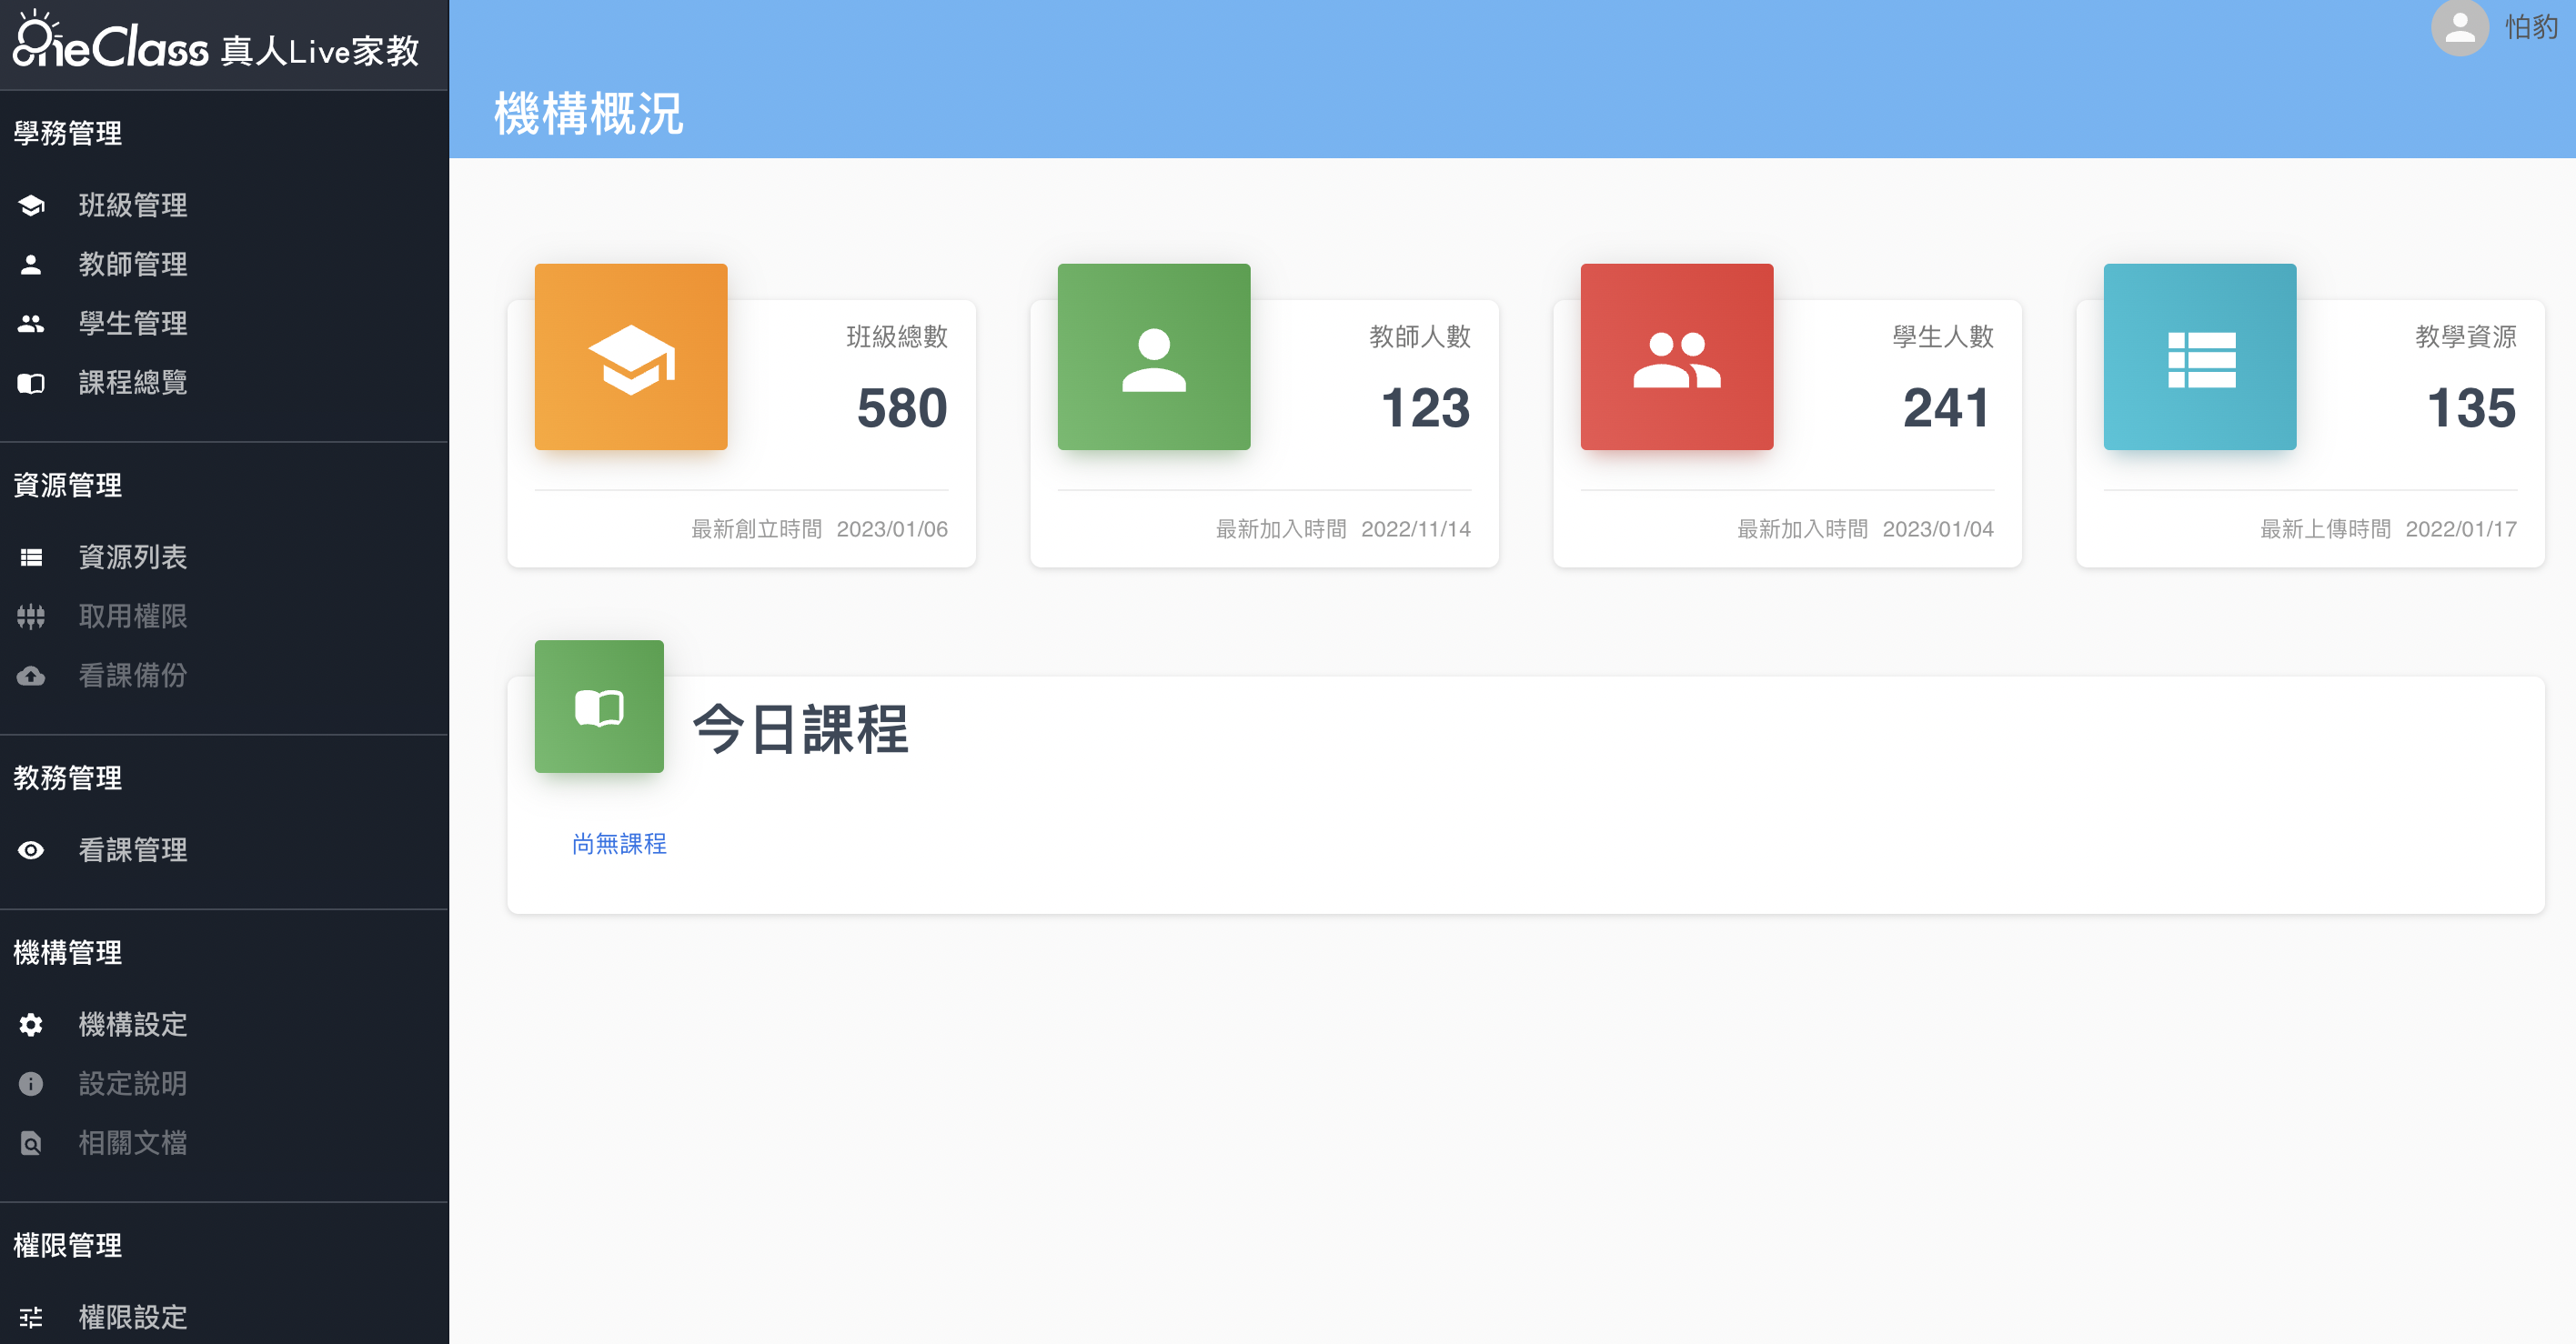 OneClass 真人Live家教
學務管理
班級管理
教師管理
學生管理
課程總覽
資源管理
資源列表
取用權限
看課備份
教務管理
看課管理
機構管理
機構設定
設定說明
相關文檔
權限管理
權限設定
怕豹
機構概況
班級總數
580
最新創立時間 2023/01/06
教師人數
123
最新加入時間 2022/11/14
學生人數
241
最新加入時間 2023/01/04
教學資源
135
最新上傳時間 2022/01/17
今日課程
尚無課程